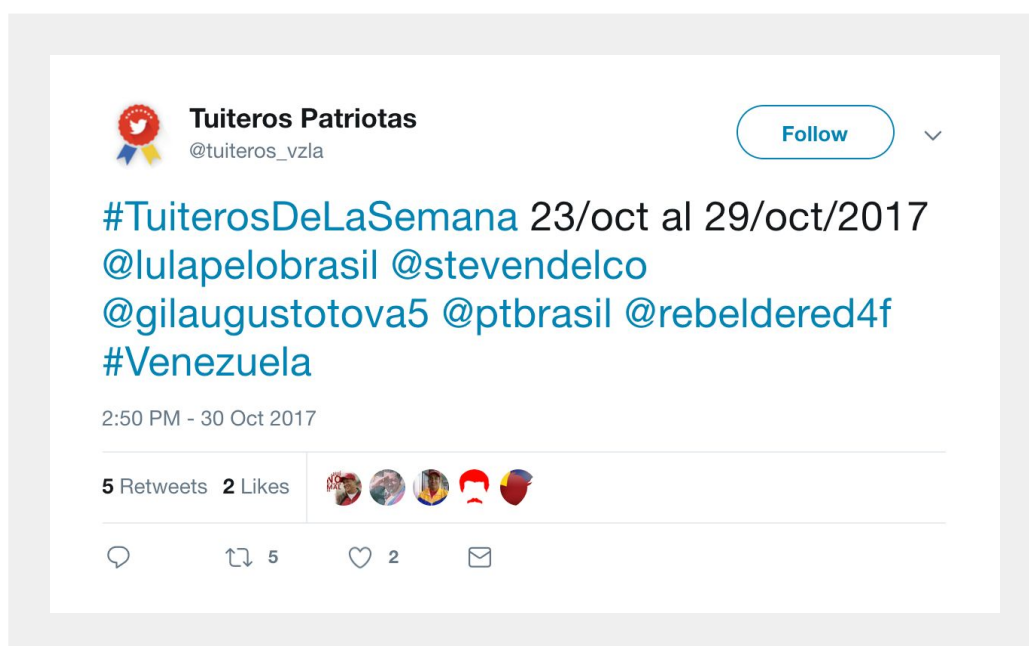 Tuiteros Patriotas
@tuiteros_vzla
Follow
#TuiterosDeLaSemana 23/oct al 29/oct/2017
@lulapelobrasil @stevendelco
@gilaugustotova5 @ptbrasil @rebeldered4f
#Venezuela
2:50 PM - 30 Oct 2017
5 Retweets 2 Likes
5 2